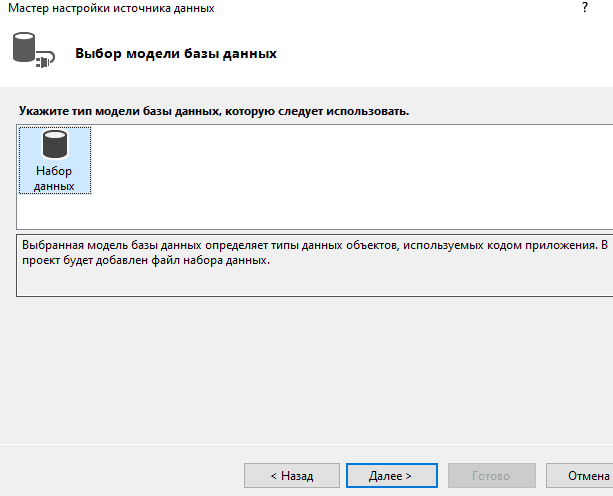 Мастер настройки источника данных
?
Выбор модели базы данных
Укажите тип модели базы данных, которую следует использовать.
Набор
данных
Выбранная модель базы данных определяет типы данных объектов, используемых кодом приложения. В
проект будет добавлен файл набора данных.
< Назад
Далее >
Готово
Отмена